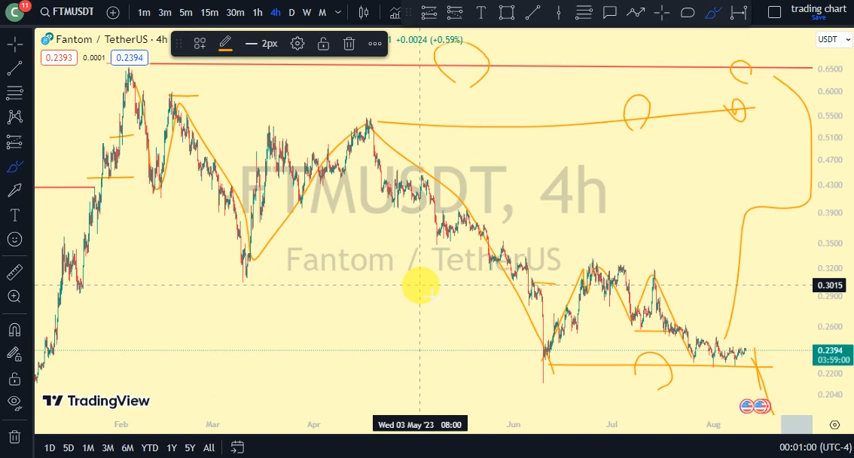 C 11 FTMUSDT 1m 3m 5m 15m 30m 1h 4h D W M trading chart
Save
Fantom / TetherUS · 4h +0.0024 (+0.59%) USDT
2px
0.2393 0.0001 0.2394
0.6500
0.6000
0.5500
0.5100
0.4700
0.4300
0.3900
0.3500
0.3200
0.3015
0.2900
0.2600
0.2394
03:59:00
0.2200
0.2040
FTMUSDT, 4h
Fantom / TetherUS
TradingView
Feb Mar Apr Wed 03 May '23 08:00 Jun Jul Aug
1D 5D 1M 3M 6M YTD 1Y 5Y All 00:01:00 (UTC-4)